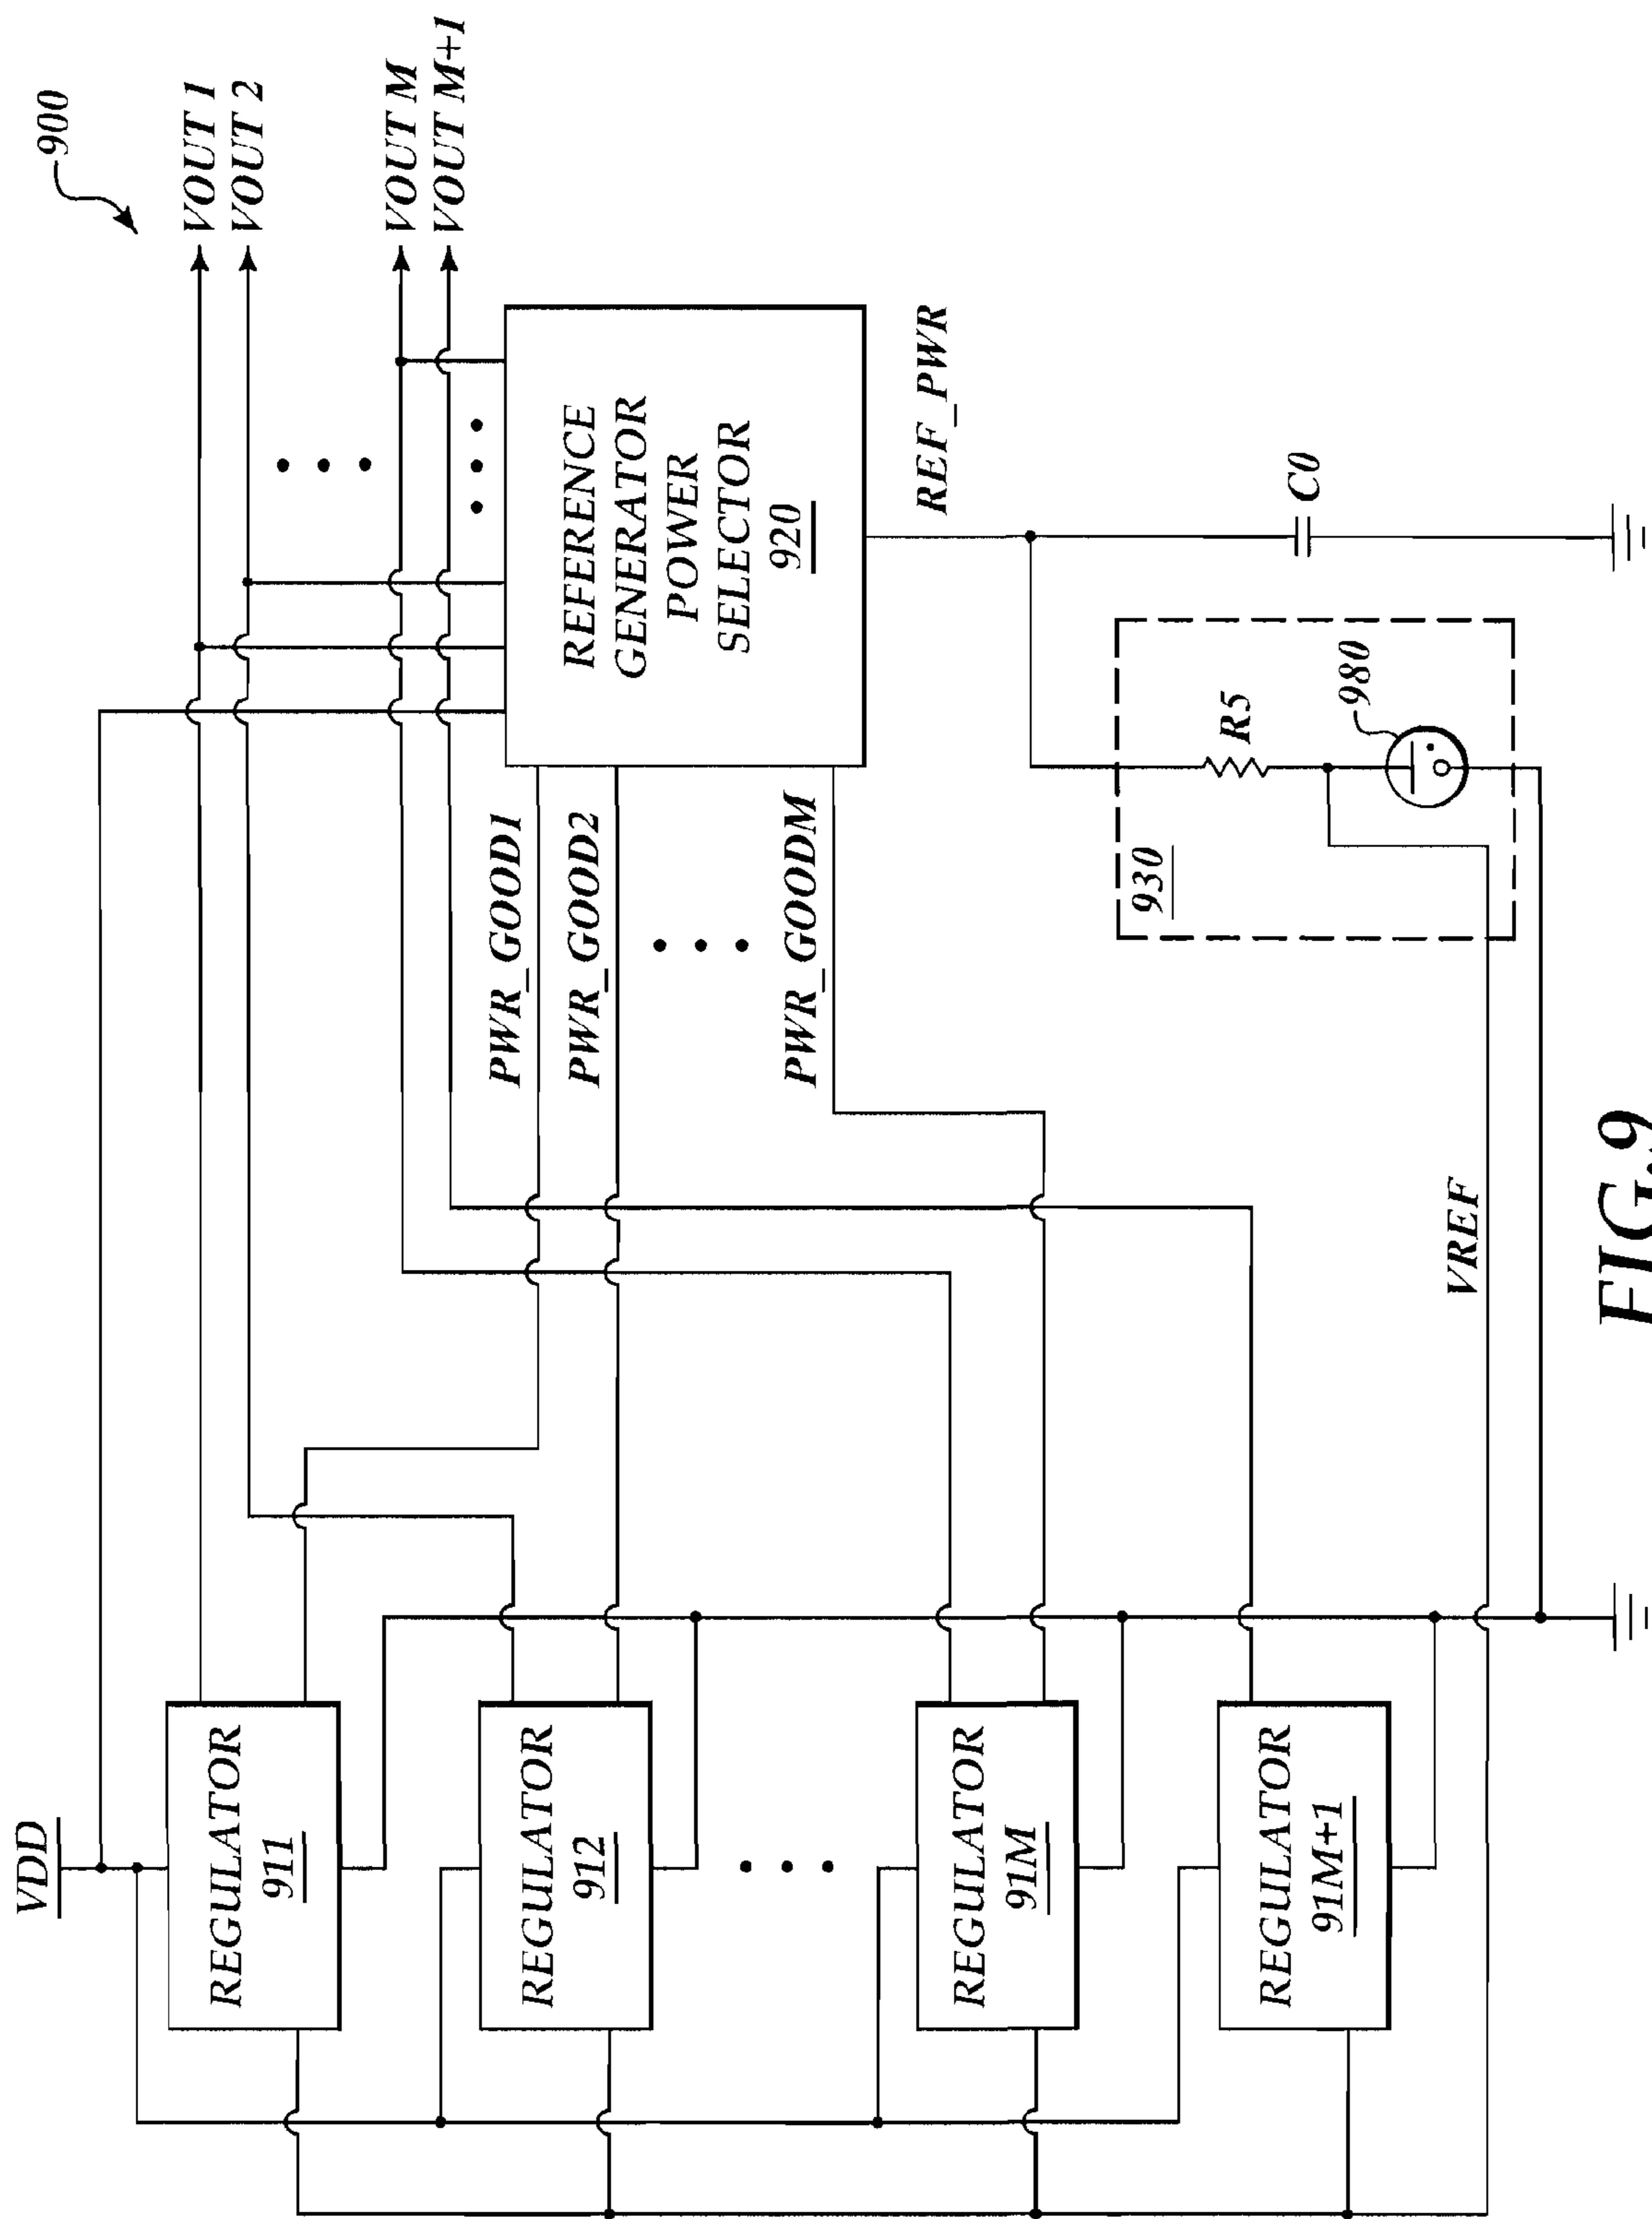 900
VDD
VOUT 1
VOUT 2
VOUT M
VOUT M+1
REGULATOR
911
REGULATOR
912
REGULATOR
91M
REGULATOR
91M+1
PWR_GOOD1
PWR_GOOD2
PWR_GOODM
REFERENCE
GENERATOR
POWER
SELECTOR
920
REF_PWR
930
R5
980
C0
VREF
FIG.9